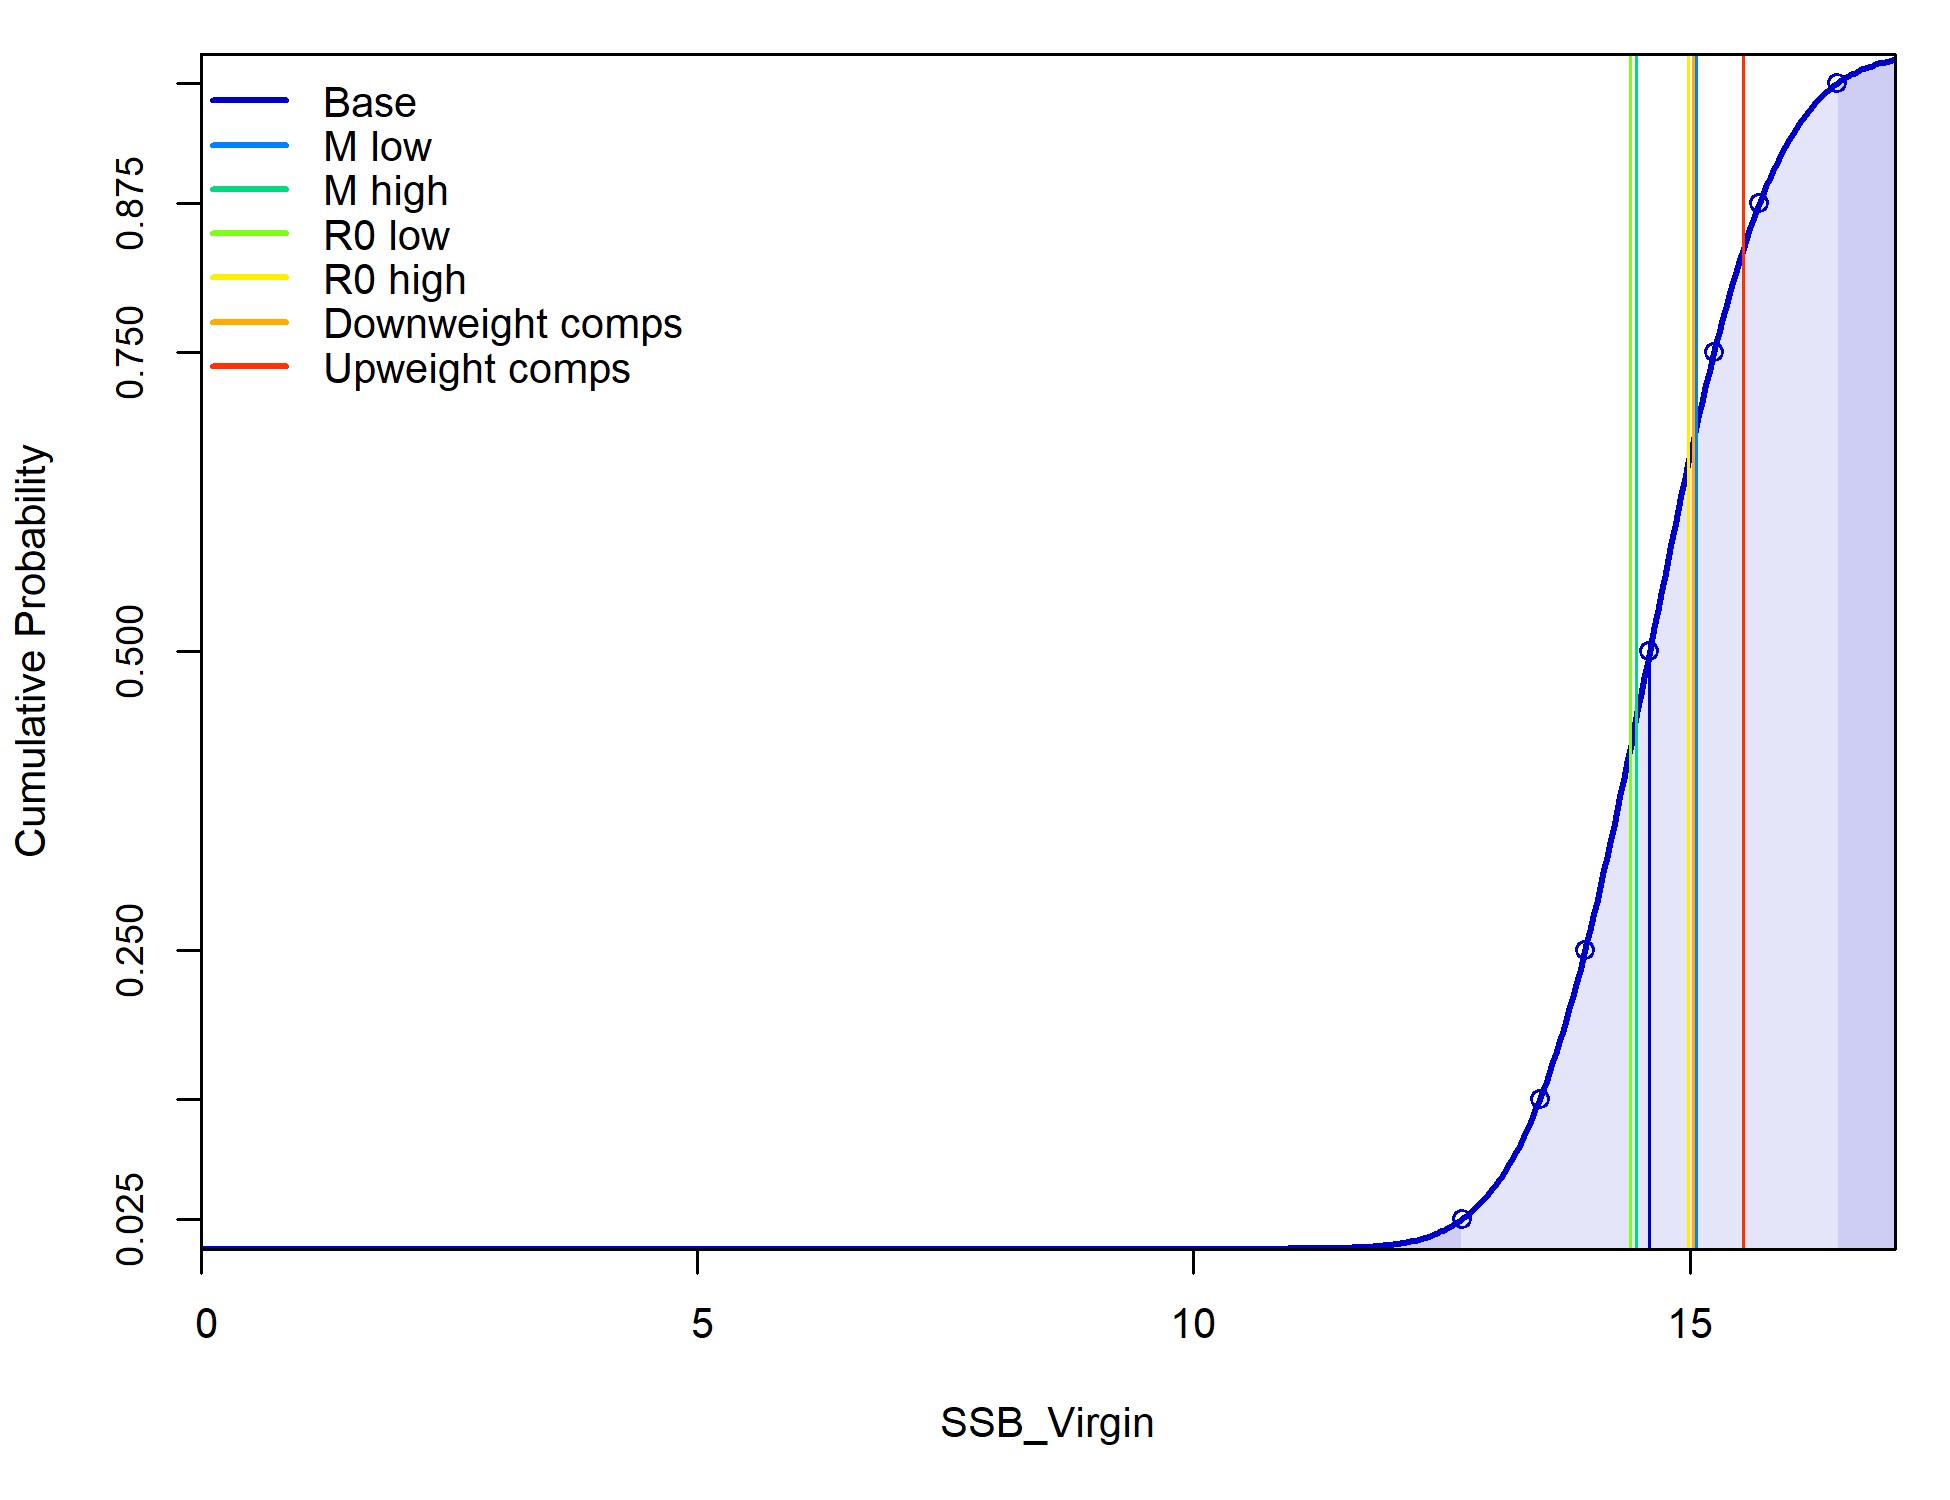 Base
M low
M high
R0 low
R0 high
Downweight comps
Upweight comps
Cumulative Probability
0.875
0.750
0.500
0.250
0.025
0
5
10
15
SSB_Virgin